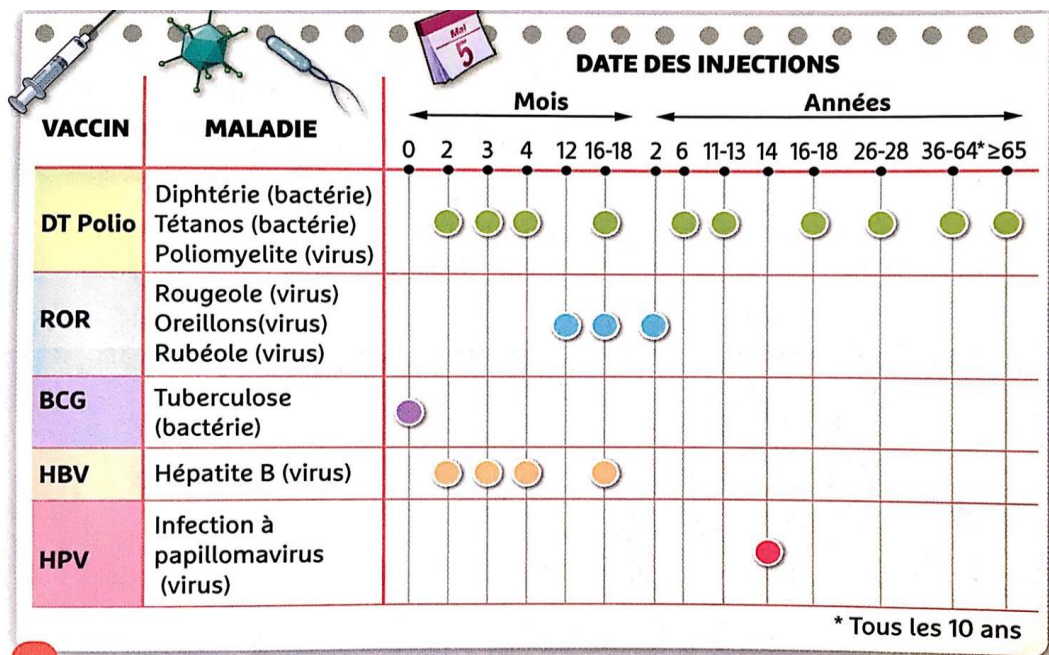 Mai
5
DATE DES INJECTIONS
Mois
Années
VACCIN
MALADIE
0 2 3 4 12 16-18 2 6 11-13 14 16-18 26-28 36-64* ≥65
DT Polio
Diphtérie (bactérie)
Tétanos (bactérie)
Poliomyelite (virus)
ROR
Rougeole (virus)
Oreillons(virus)
Rubéole (virus)
BCG
Tuberculose
(bactérie)
HBV
Hépatite B (virus)
HPV
Infection à
papillomavirus
(virus)
* Tous les 10 ans